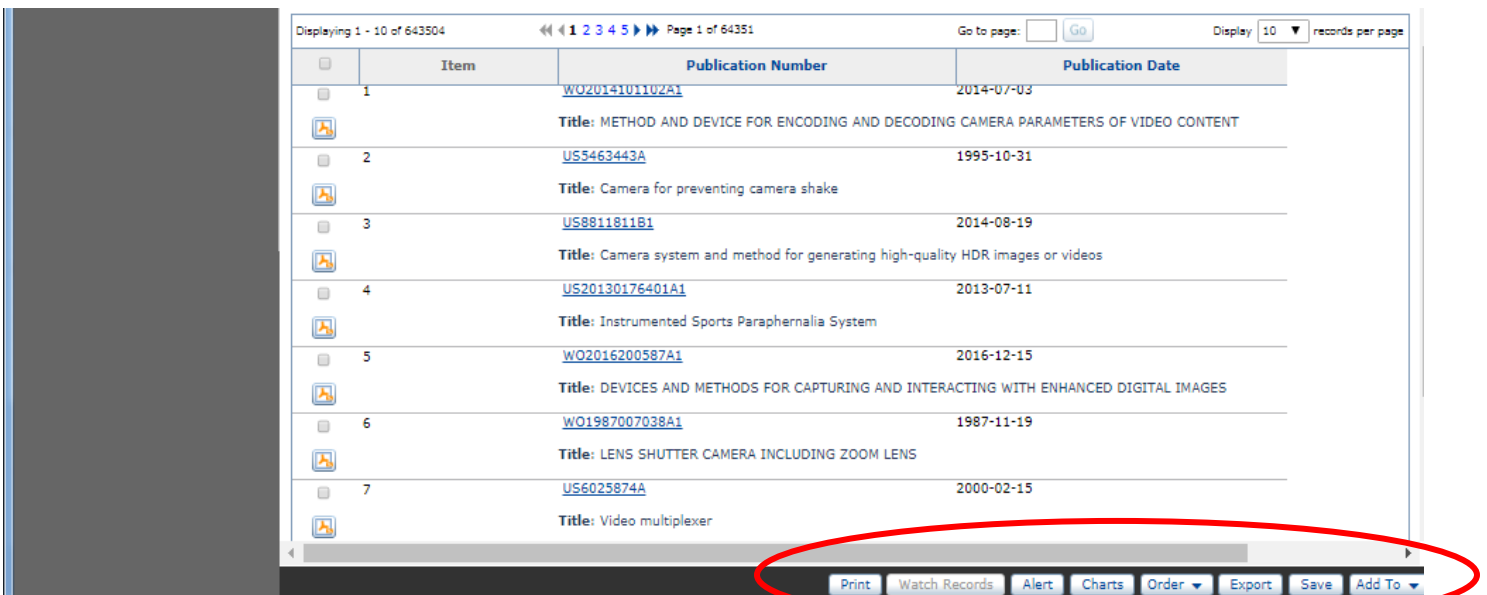 Displaying 1 - 10 of 643504 1 2 3 4 5 Page 1 of 64351 Go to page: Go Display 10 records per page
Item Publication Number Publication Date
1 WO2014101102A1 2014-07-03
Title: METHOD AND DEVICE FOR ENCODING AND DECODING CAMERA PARAMETERS OF VIDEO CONTENT
2 US5463443A 1995-10-31
Title: Camera for preventing camera shake
3 US8811811B1 2014-08-19
Title: Camera system and method for generating high-quality HDR images or videos
4 US20130176401A1 2013-07-11
Title: Instrumented Sports Paraphernalia System
5 WO2016200587A1 2016-12-15
Title: DEVICES AND METHODS FOR CAPTURING AND INTERACTING WITH ENHANCED DIGITAL IMAGES
6 WO1987007038A1 1987-11-19
Title: LENS SHUTTER CAMERA INCLUDING ZOOM LENS
7 US6025874A 2000-02-15
Title: Video multiplexer
Print Watch Records Alert Charts Order Export Save Add To